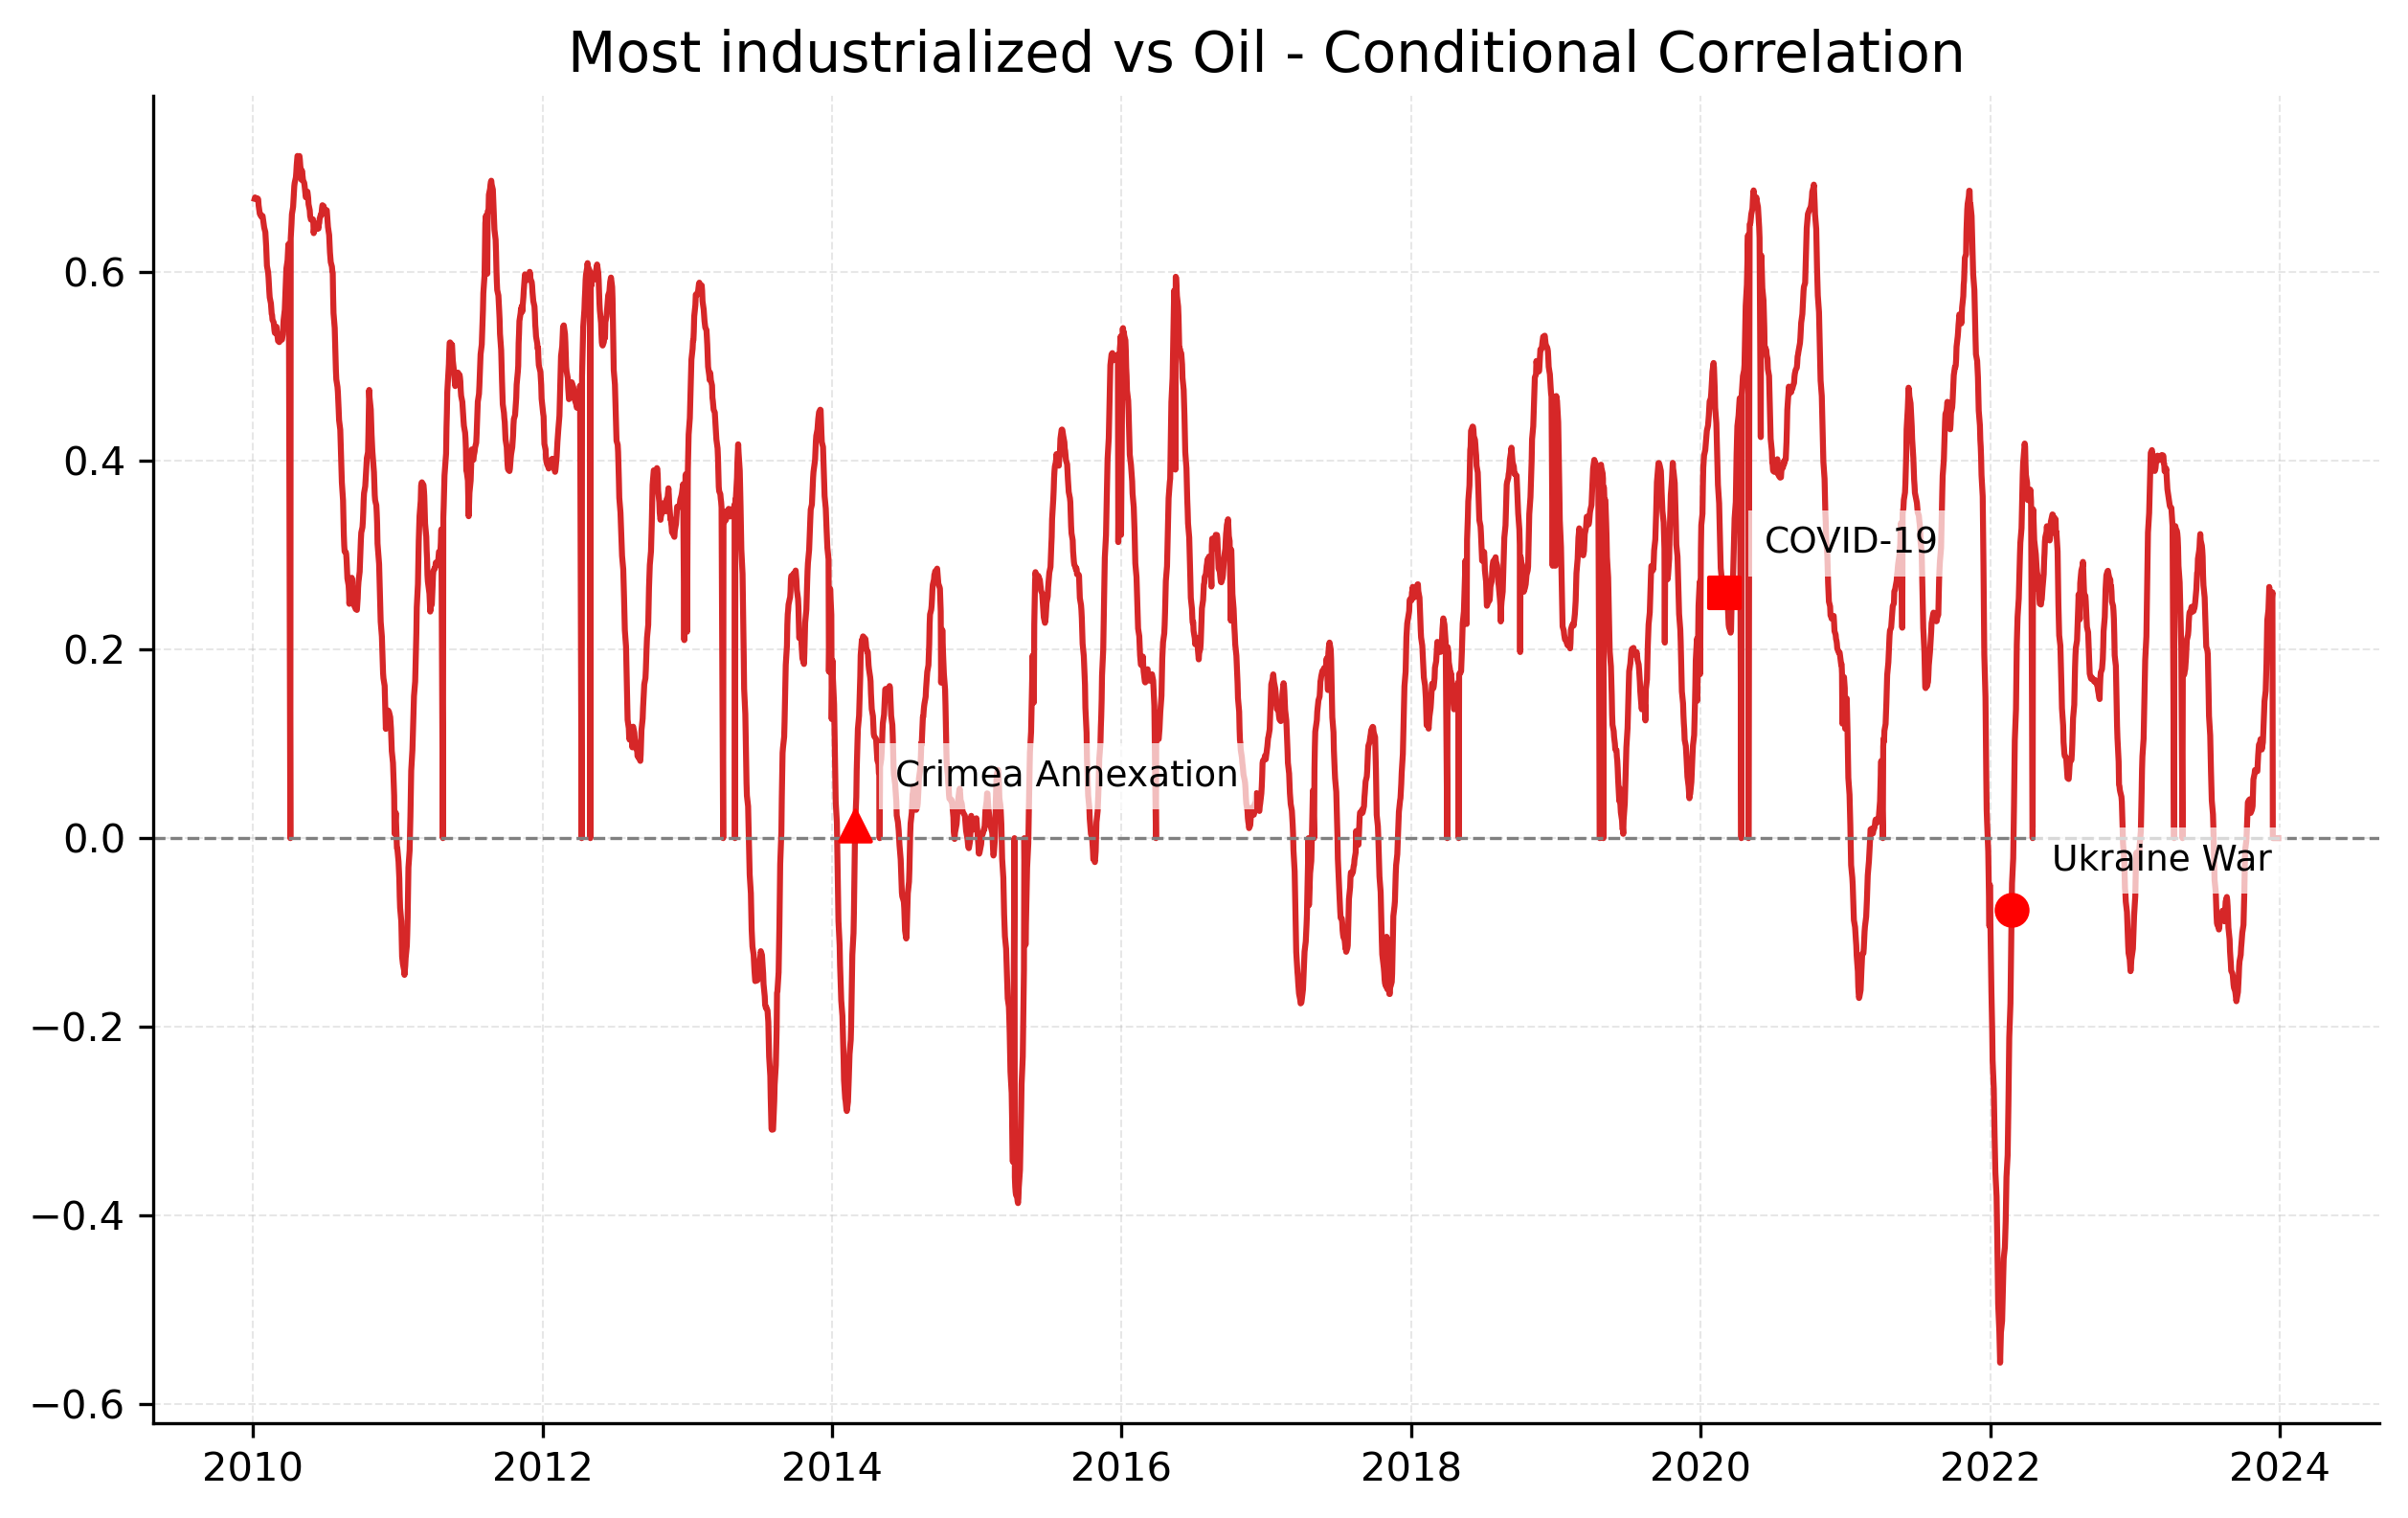 Most industrialized vs Oil - Conditional Correlation
0.6
0.4
COVID-19
0.2
Crimea Annexation
0.0
Ukraine War
−0.2
−0.4
−0.6
2010 2012 2014 2016 2018 2020 2022 2024